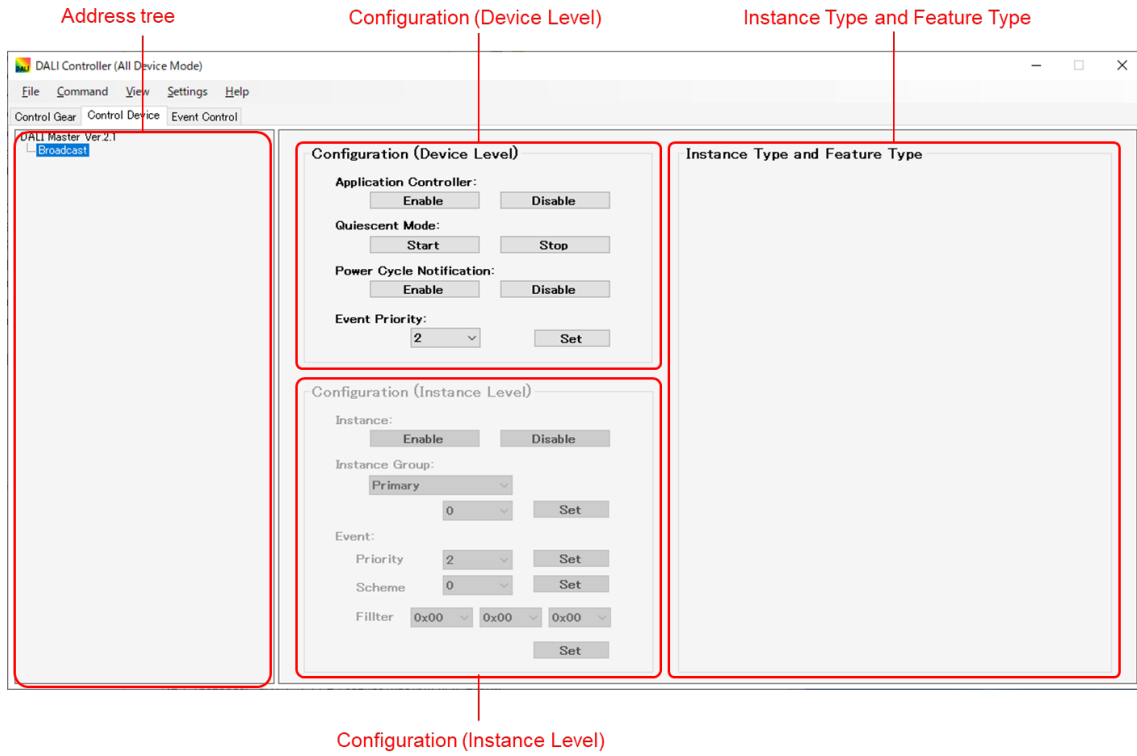 Address tree
Configuration (Device Level)
Instance Type and Feature Type
DALI Controller (All Device Mode)
File Command View Settings Help
Control Gear Control Device Event Control
DALI Master Ver.2.1
Broadcast
Configuration (Device Level)
Application Controller:
Enable Disable
Quiescent Mode:
Start Stop
Power Cycle Notification:
Enable Disable
Event Priority:
2 Set
Configuration (Instance Level)
Instance:
Enable Disable
Instance Group:
Primary
0 Set
Event:
Priority 2 Set
Scheme 0 Set
Fillter 0x00 0x00 0x00
Set
Instance Type and Feature Type
Configuration (Instance Level)